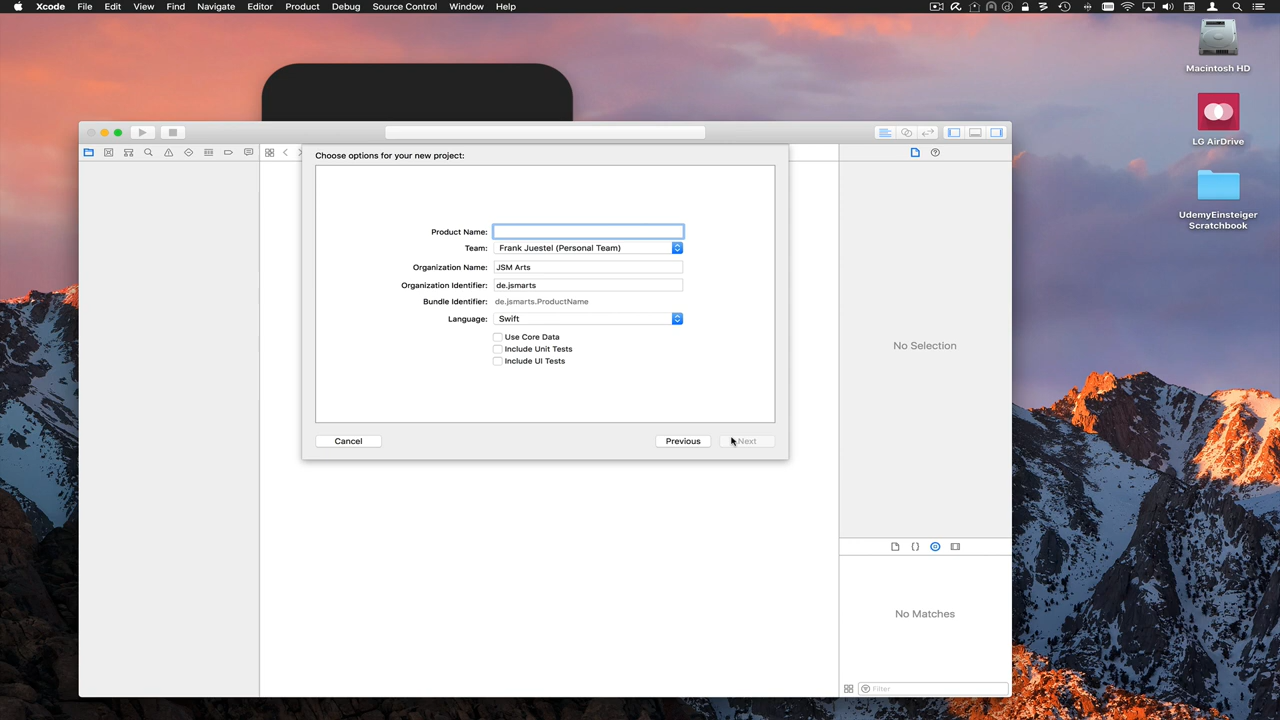 Xcode File Edit View Find Navigate Editor Product Debug Source Control Window Help
Macintosh HD
LG AirDrive
UdemyEinsteiger
Scratchbook
Choose options for your new project:
Product Name:
Team: Frank Juestel (Personal Team)
Organization Name: JSM Arts
Organization Identifier: de.jsmarts
Bundle Identifier: de.jsmarts.ProductName
Language: Swift
Use Core Data
Include Unit Tests
Include UI Tests
Cancel Previous Next
No Selection
No Matches
Filter